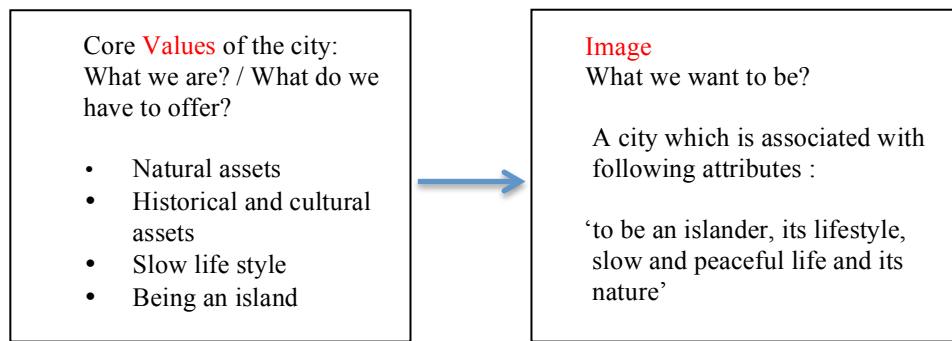 Core Values of the city:
What we are? / What do we
have to offer?
• Natural assets
• Historical and cultural
assets
• Slow life style
• Being an island
Image
What we want to be?
A city which is associated with
following attributes :
‘to be an islander, its lifestyle,
slow and peaceful life and its
nature’